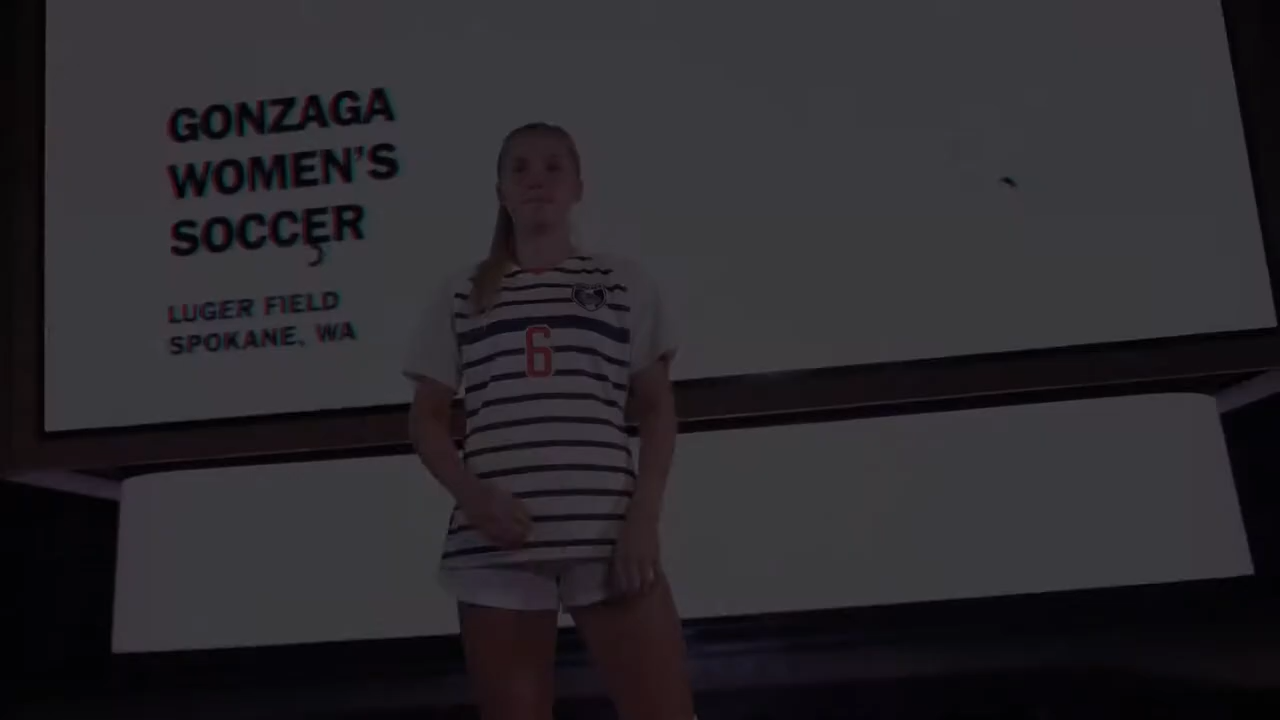 GONZAGA
WOMEN'S
SOCCER
LUGER FIELD
SPOKANE, WA
6